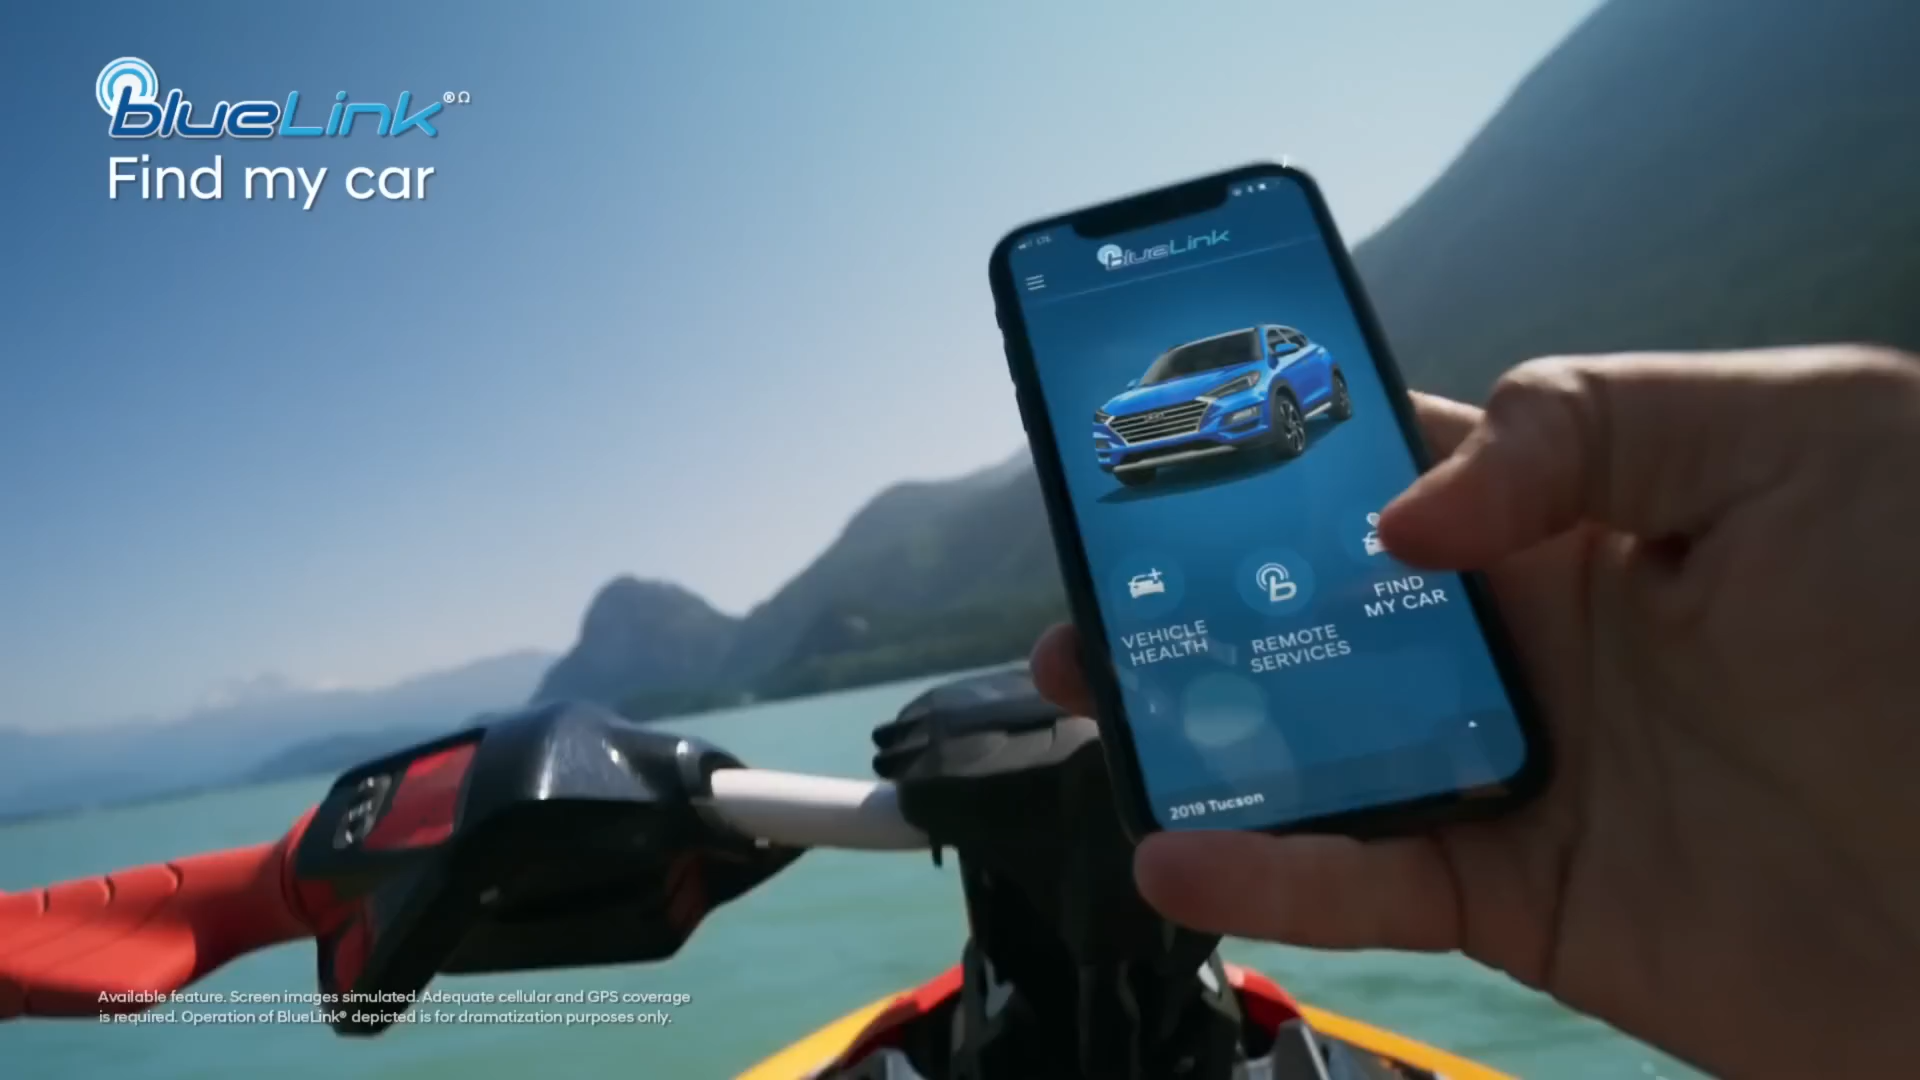 blueLink®Ω
Find my car
LTE
blueLink
VEHICLE
HEALTH
REMOTE
SERVICES
FIND
MY CAR
2019 Tucson
Available feature. Screen images simulated. Adequate cellular and GPS coverage
is required. Operation of BlueLink® depicted is for dramatization purposes only.